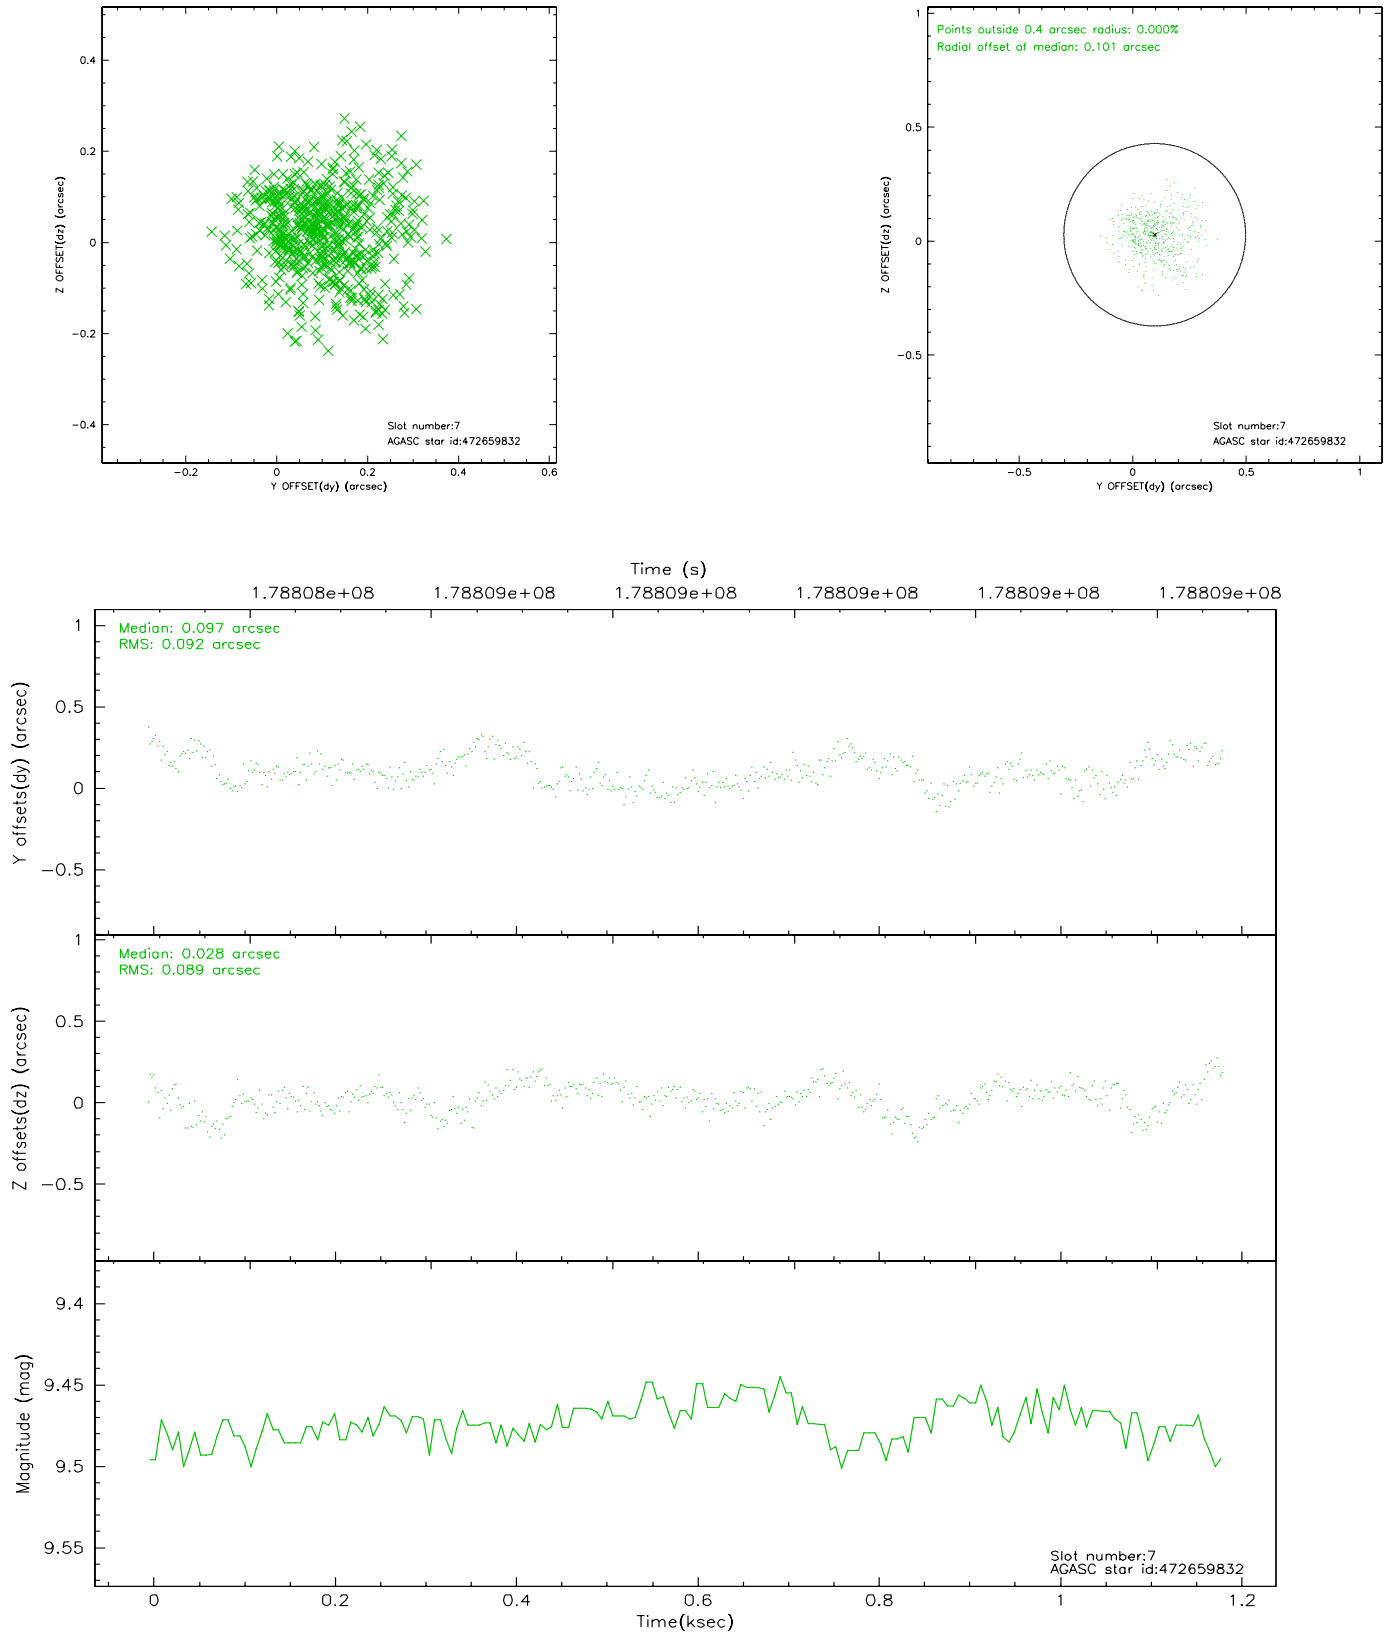 0.4
0.2
0
−0.2
−0.4
Z OFFSET(dz) (arcsec)
Slot number:7
AGASC star id:472659832
−0.2 0 0.2 0.4 0.6
Y OFFSET(dy) (arcsec)
1
0.5
0
−0.5
Z OFFSET(dz) (arcsec)
Points outside 0.4 arcsec radius: 0.000%
Radial offset of median: 0.101 arcsec
Slot number:7
AGASC star id:472659832
−0.5 0 0.5 1
Y OFFSET(dy) (arcsec)
Time (s)
1.78808e+08 1.78809e+08 1.78809e+08 1.78809e+08 1.78809e+08 1.78809e+08
Median: 0.097 arcsec
RMS: 0.092 arcsec
1
0.5
0
−0.5
Y offsets(dy) (arcsec)
Median: 0.028 arcsec
RMS: 0.089 arcsec
1
0.5
0
−0.5
Z offsets(dz) (arcsec)
9.4
9.45
9.5
9.55
Magnitude (mag)
Slot number:7
AGASC star id:472659832
0 0.2 0.4 0.6 0.8 1 1.2
Time(ksec)